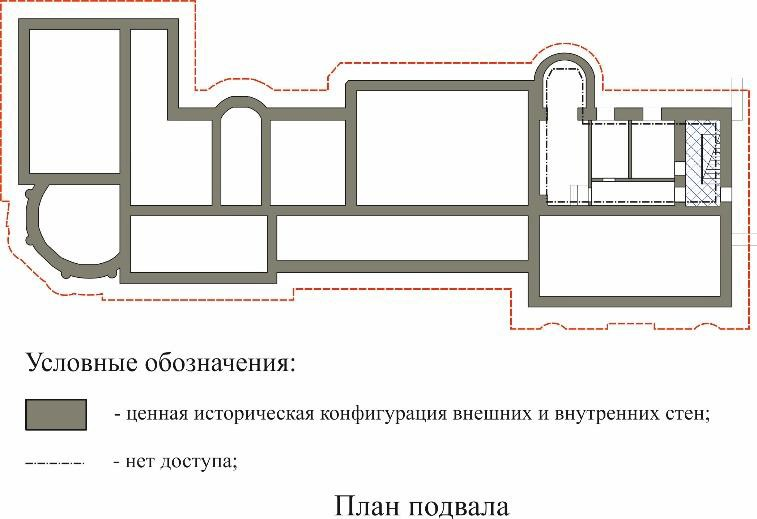 Условные обозначения:
- ценная историческая конфигурация внешних и внутренних стен;
- нет доступа;
План подвала